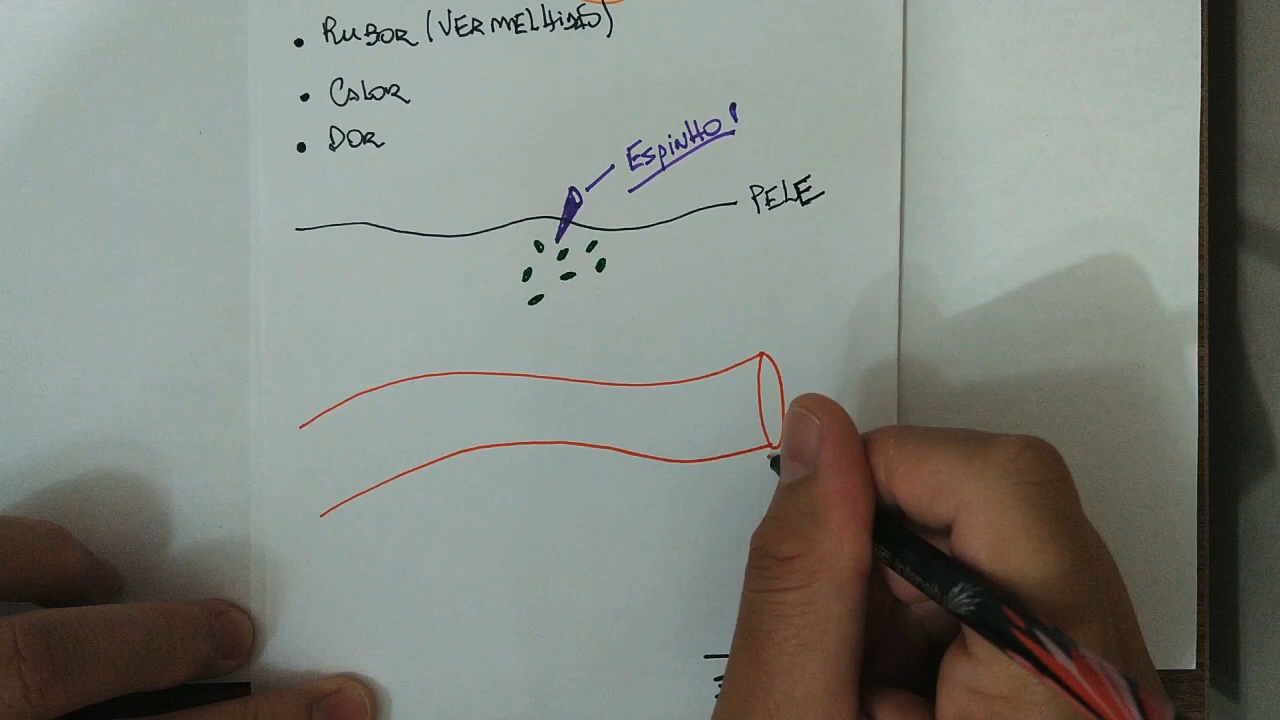 • RUBOR (VERMELHIDÃO)
• CALOR
• DOR
ESPINHO!
PELE